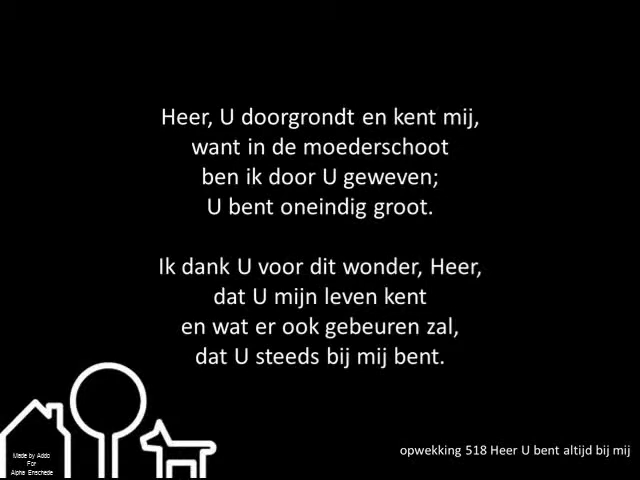 Heer, U doorgrondt en kent mij,
want in de moederschoot
ben ik door U geweven;
U bent oneindig groot.
Ik dank U voor dit wonder, Heer,
dat U mijn leven kent
en wat er ook gebeuren zal,
dat U steeds bij mij bent.
opwekking 518 Heer U bent altijd bij mij
Made by Addo
For
Alpha Enschede